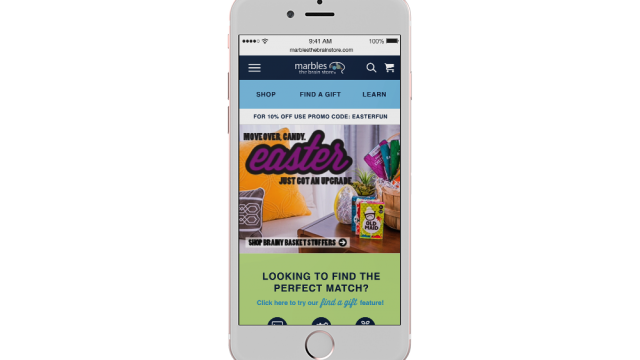 9:41 AM
100%
marblesthebrainstore.com
marbles
the brain store
SHOP FIND A GIFT LEARN
FOR 10% OFF USE PROMO CODE: EASTERFUN
MOVE OVER, CANDY.
easter
JUST GOT AN UPGRADE
OLD
MAID
SHOP BRAINY BASKET STUFFERS
LOOKING TO FIND THE
PERFECT MATCH?
Click here to try our find a gift feature!